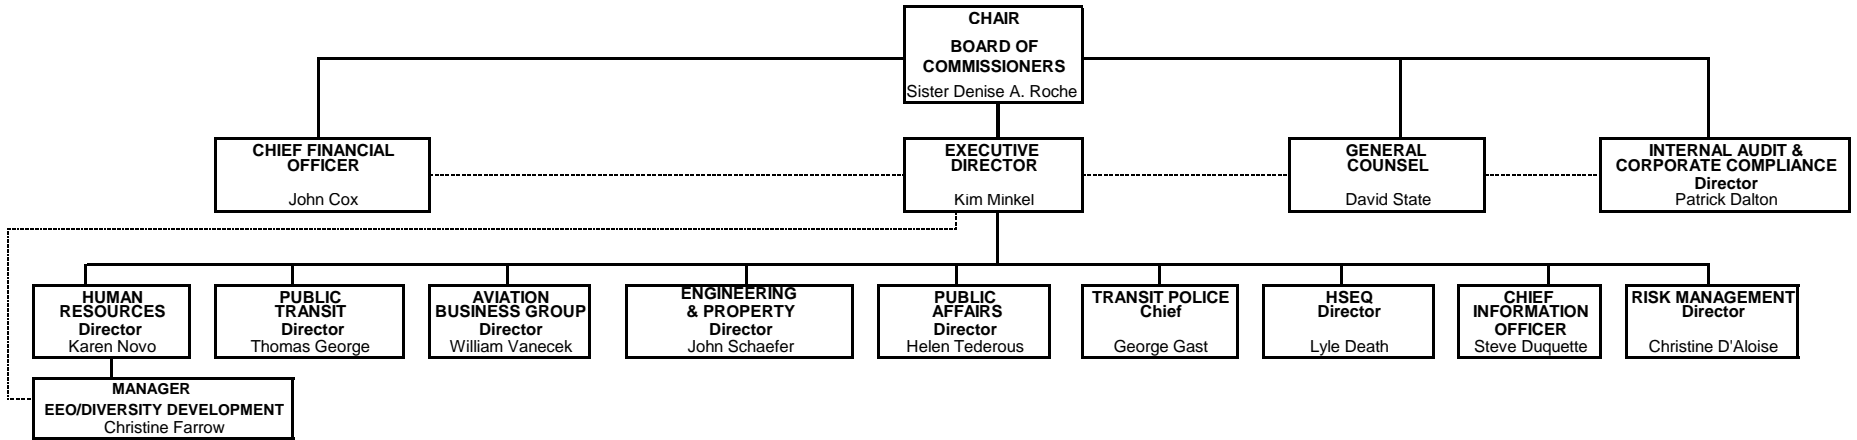 CHAIR
BOARD OF
COMMISSIONERS
Sister Denise A. Roche
CHIEF FINANCIAL
OFFICER
John Cox
EXECUTIVE
DIRECTOR
Kim Minkel
GENERAL
COUNSEL
David State
INTERNAL AUDIT &
CORPORATE COMPLIANCE
Director
Patrick Dalton
HUMAN
RESOURCES
Director
Karen Novo
PUBLIC
TRANSIT
Director
Thomas George
AVIATION
BUSINESS GROUP
Director
William Vanecek
ENGINEERING
& PROPERTY
Director
John Schaefer
PUBLIC
AFFAIRS
Director
Helen Tederous
TRANSIT POLICE
Chief
George Gast
HSEQ
Director
Lyle Death
CHIEF
INFORMATION
OFFICER
Steve Duquette
RISK MANAGEMENT
Director
Christine D'Aloise
MANAGER
EEO/DIVERSITY DEVELOPMENT
Christine Farrow